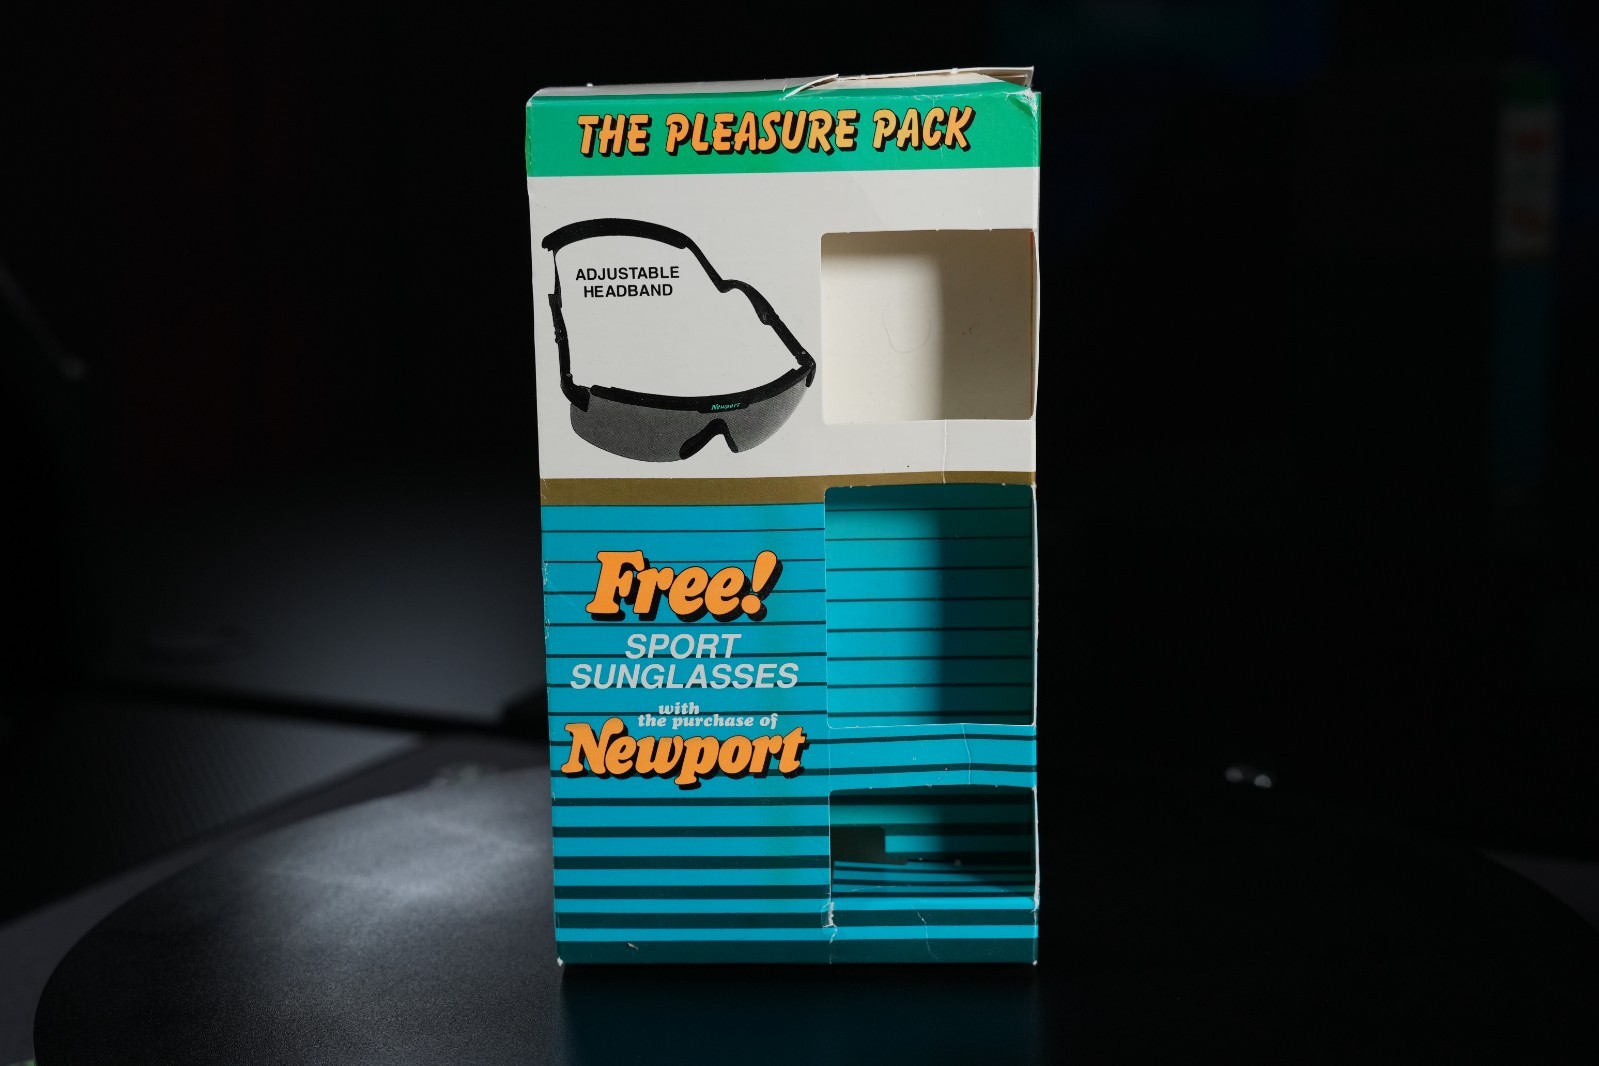 THE PLEASURE PACK
ADJUSTABLE
HEADBAND
Newport
Free!
SPORT
SUNGLASSES
with
the purchase of
Newport